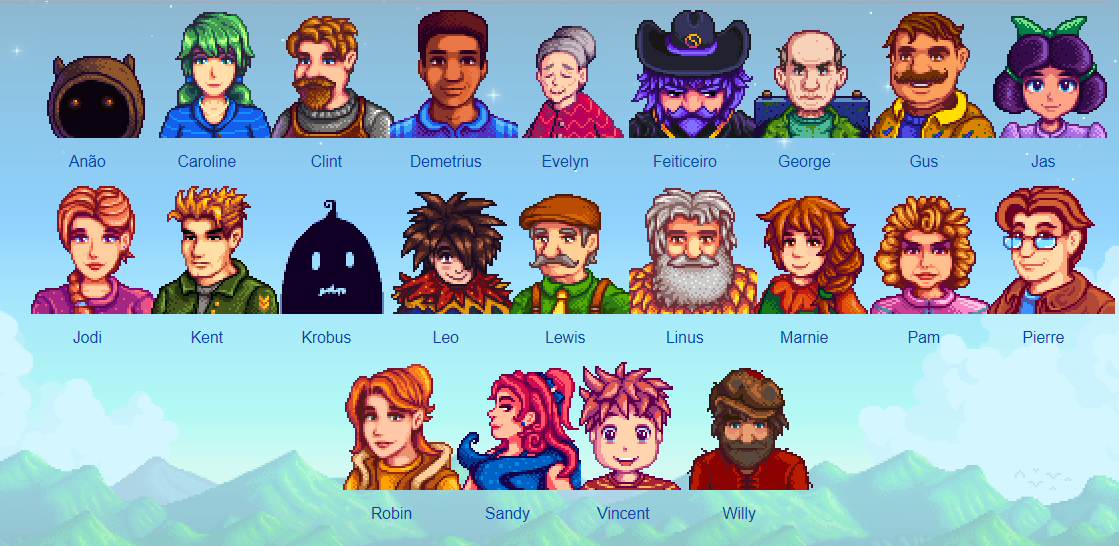 Anão Caroline Clint Demetrius Evelyn Feiticeiro George Gus Jas
Jodi Kent Krobus Leo Lewis Linus Marnie Pam Pierre
Robin Sandy Vincent Willy